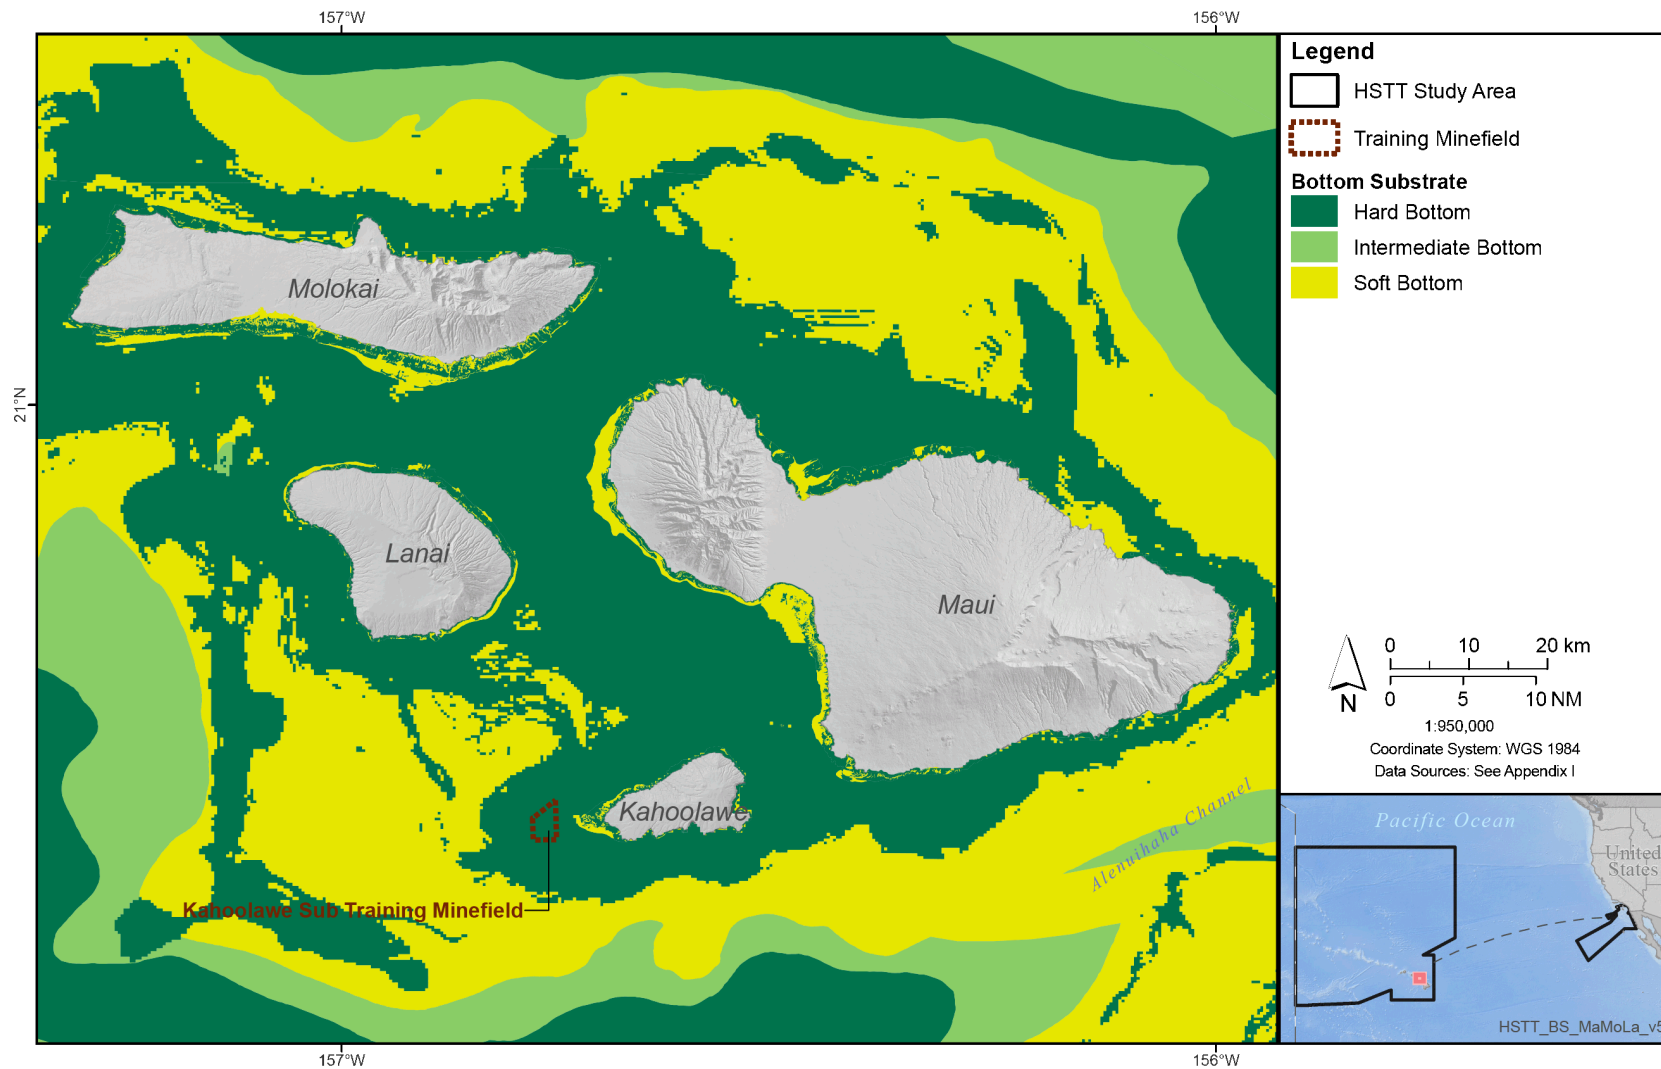 157°W
156°W
21°N
Molokai
Lanai
Maui
Kahoolawe
Kahoolawe Sub Training Minefield
Alenuihaha Channel
157°W
156°W
Legend
HSTT Study Area
Training Minefield
Bottom Substrate
Hard Bottom
Intermediate Bottom
Soft Bottom
N
0 10 20 km
0 5 10 NM
1:950,000
Coordinate System: WGS 1984
Data Sources: See Appendix I
Pacific Ocean
United
States
HSTT_BS_MaMoLa_v5